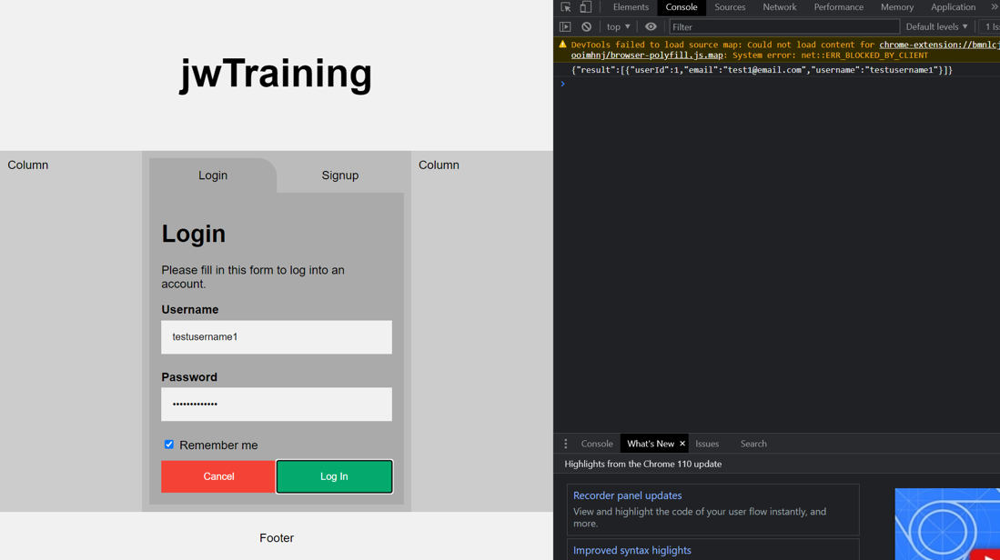 jwTraining
Column
Login
Signup
Column
Login
Please fill in this form to log into an
account.
Username
testusername1
Password
•••••••••••••
Remember me
Cancel
Log In
Footer
Elements
Console
Sources
Network
Performance
Memory
Application
»
top ▼
Filter
Default levels ▼
1 Iss
DevTools failed to load source map: Could not load content for chrome-extension://bmnlcj
ooimhnj/browser-polyfill.js.map: System error: net::ERR_BLOCKED_BY_CLIENT
{"result":[{"userId":1,"email":"test1@email.com","username":"testusername1"}]}
Console
What's New
Issues
Search
Highlights from the Chrome 110 update
Recorder panel updates
View and highlight the code of your user flow instantly, and
more.
Improved syntax higlights